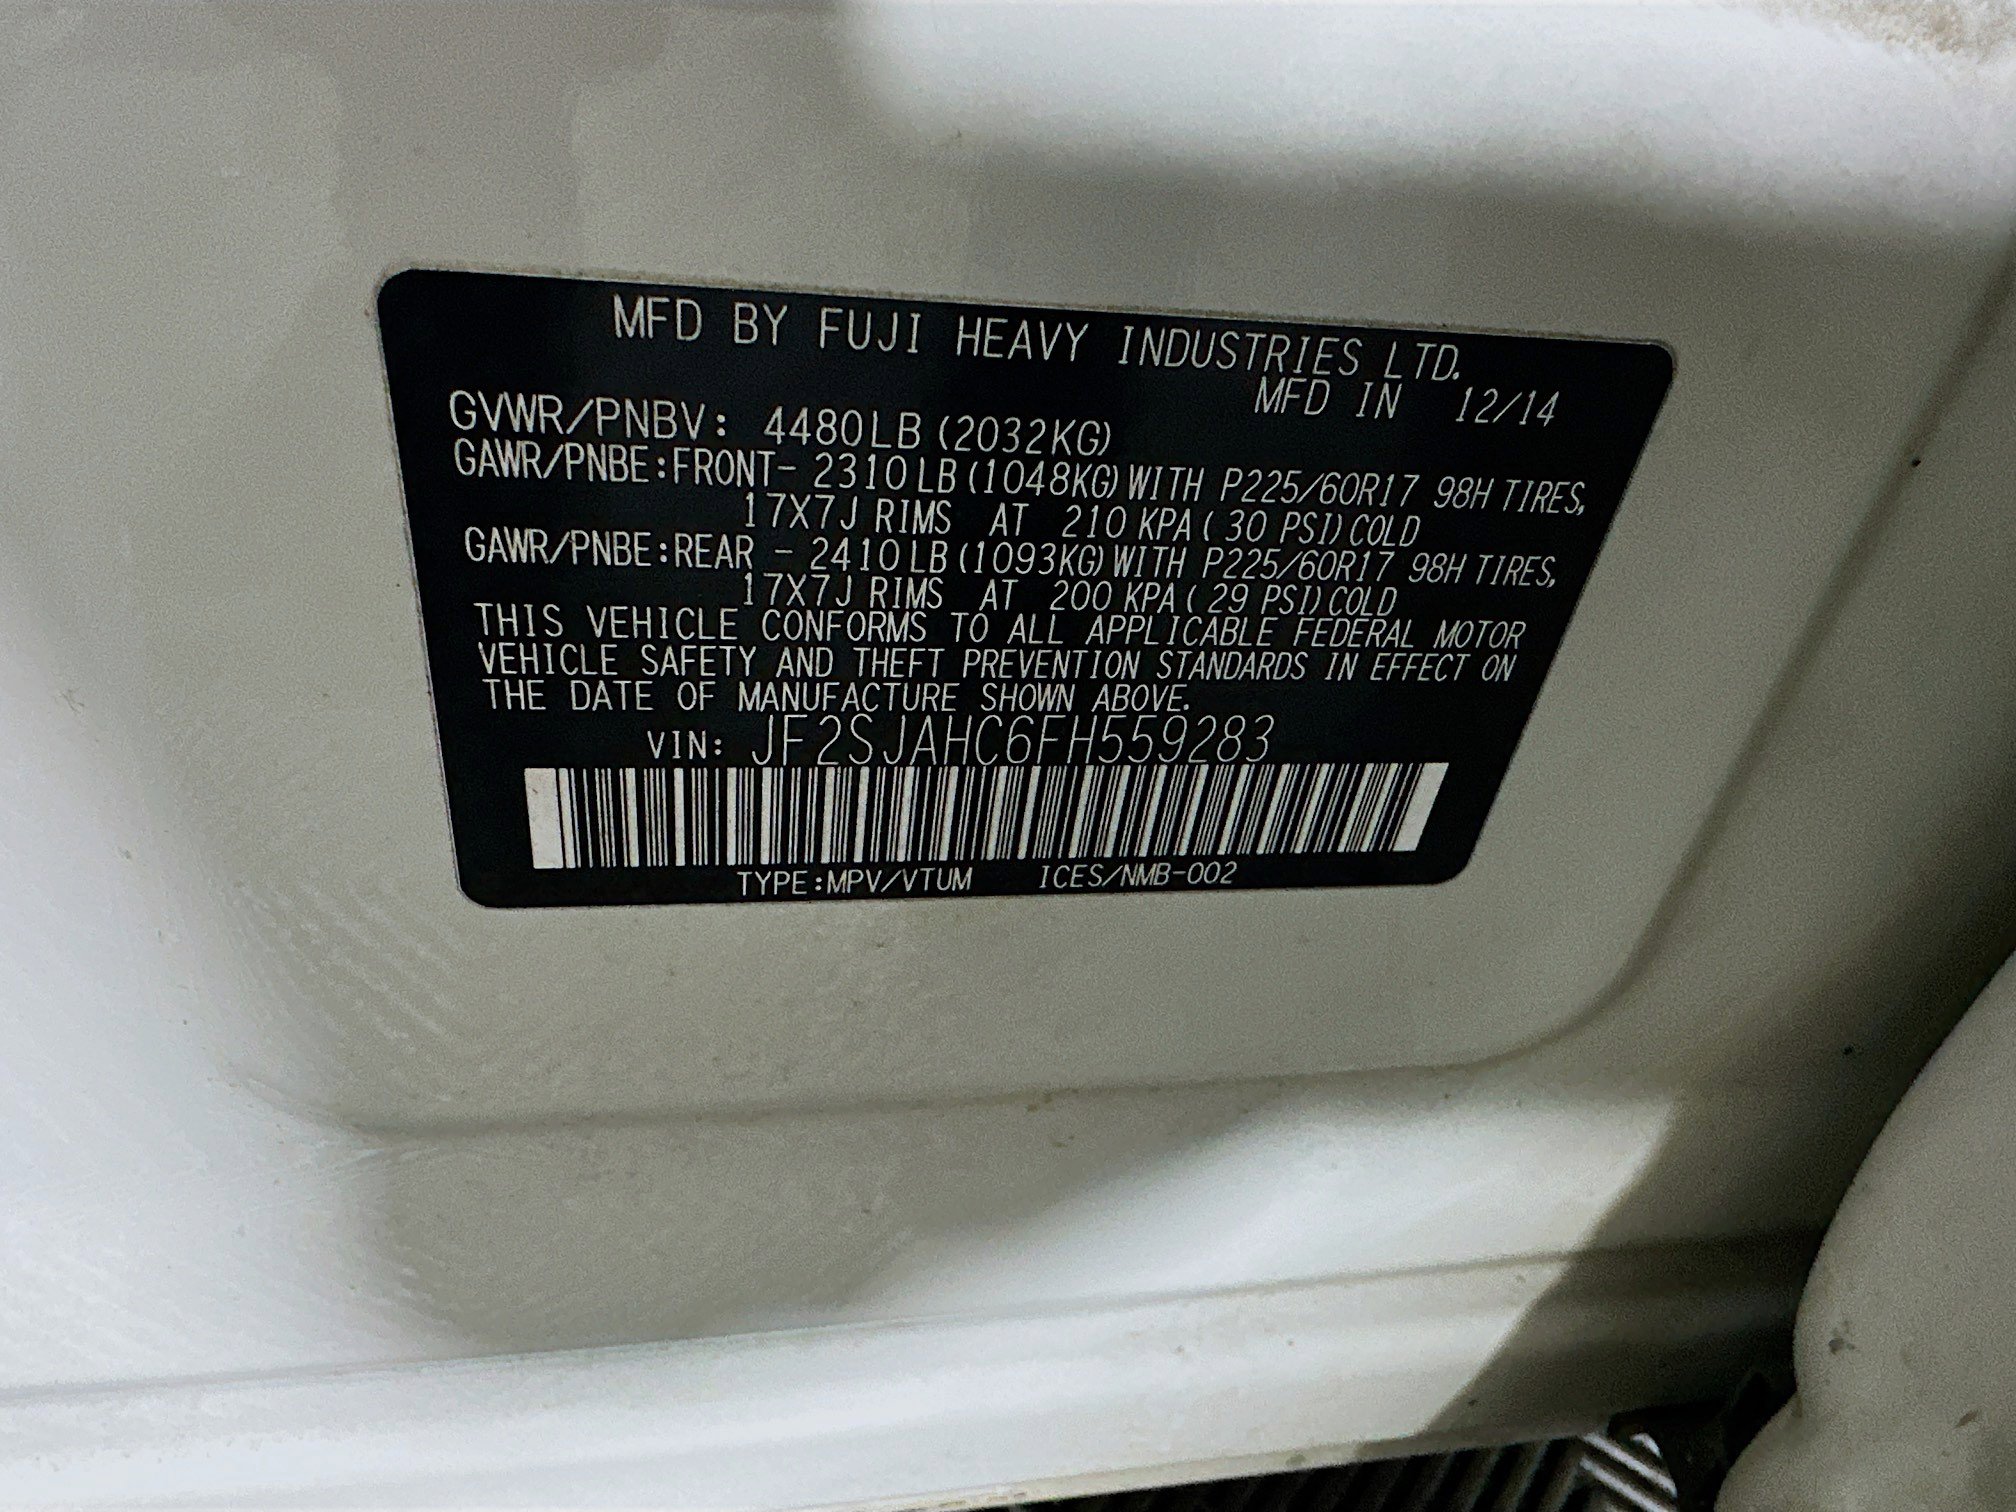 MFD BY FUJI HEAVY INDUSTRIES LTD.
MFD IN 12/14
GVWR/PNBV: 4480LB (2032KG)
GAWR/PNBE:FRONT- 2310LB (1048KG) WITH P225/60R17 98H TIRES,
17X7J RIMS AT 210 KPA ( 30 PSI) COLD
GAWR/PNBE:REAR - 2410LB (1093KG) WITH P225/60R17 98H TIRES,
17X7J RIMS AT 200 KPA ( 29 PSI) COLD
THIS VEHICLE CONFORMS TO ALL APPLICABLE FEDERAL MOTOR
VEHICLE SAFETY AND THEFT PREVENTION STANDARDS IN EFFECT ON
THE DATE OF MANUFACTURE SHOWN ABOVE.
VIN: JF2SJAHC6FH559283
TYPE:MPV/VTUM ICES/NMB-002